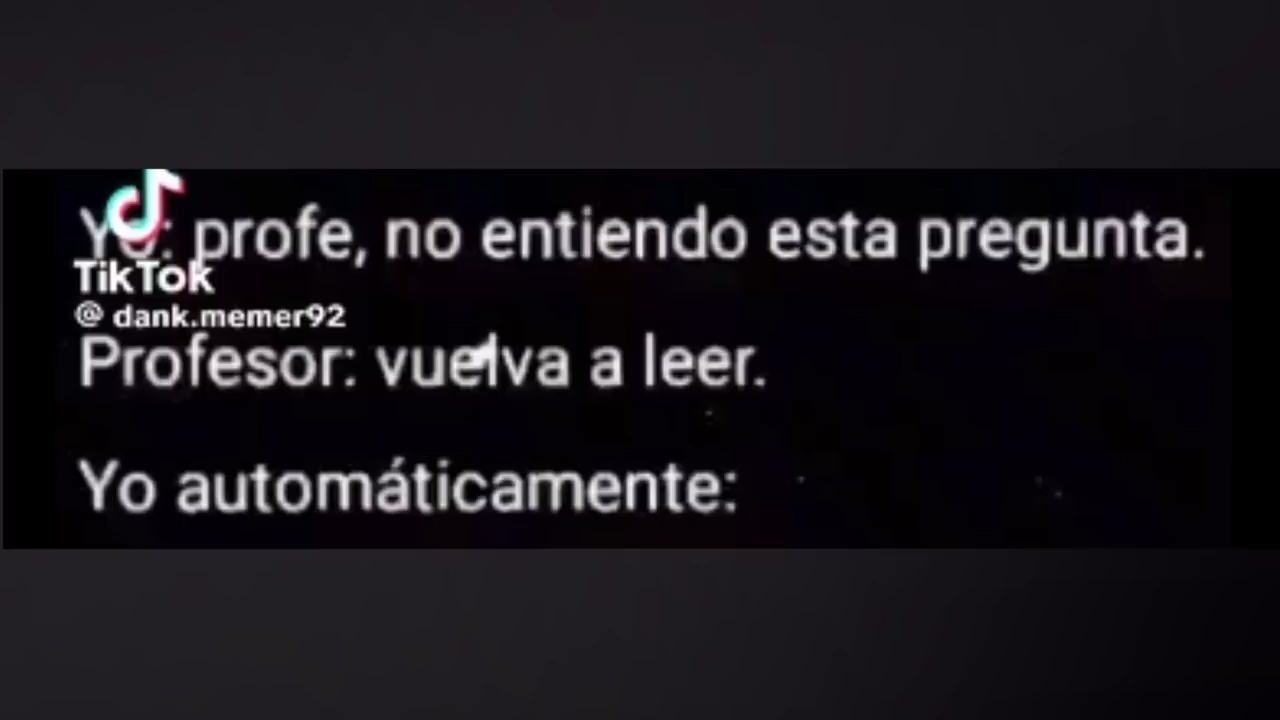 Yo: profe, no entiendo esta pregunta.
TikTok
@ dank.memer92
Profesor: vuelva a leer.
Yo automáticamente: